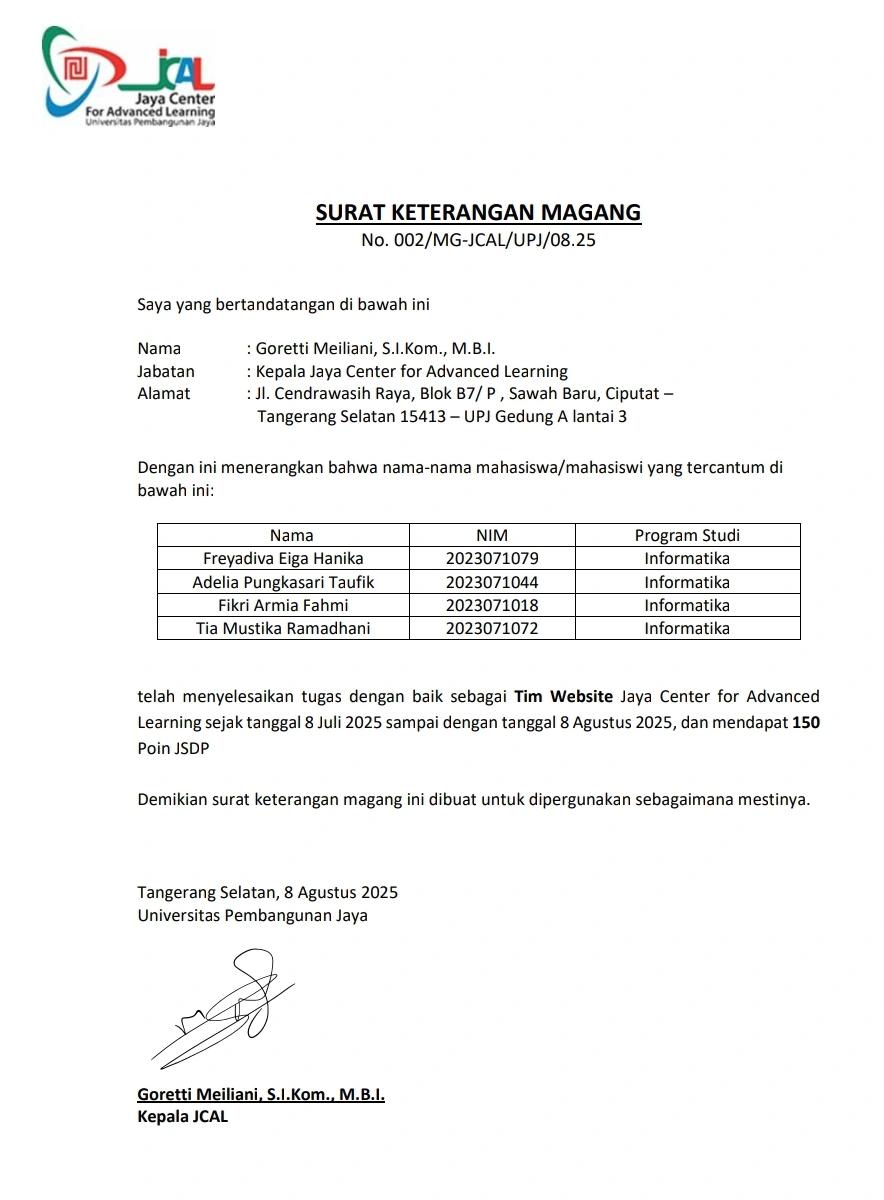 JCAL
Jaya Center
For Advanced Learning
Universitas Pembangunan Jaya
SURAT KETERANGAN MAGANG
No. 002/MG-JCAL/UPJ/08.25
Saya yang bertandatangan di bawah ini
Nama : Goretti Meiliani, S.I.Kom., M.B.I.
Jabatan : Kepala Jaya Center for Advanced Learning
Alamat : Jl. Cendrawasih Raya, Blok B7/ P , Sawah Baru, Ciputat –
Tangerang Selatan 15413 – UPJ Gedung A lantai 3
Dengan ini menerangkan bahwa nama-nama mahasiswa/mahasiswi yang tercantum di
bawah ini:
Nama NIM Program Studi
Freyadiva Eiga Hanika 2023071079 Informatika
Adelia Pungkasari Taufik 2023071044 Informatika
Fikri Armia Fahmi 2023071018 Informatika
Tia Mustika Ramadhani 2023071072 Informatika
telah menyelesaikan tugas dengan baik sebagai Tim Website Jaya Center for Advanced
Learning sejak tanggal 8 Juli 2025 sampai dengan tanggal 8 Agustus 2025, dan mendapat 150
Poin JSDP
Demikian surat keterangan magang ini dibuat untuk dipergunakan sebagaimana mestinya.
Tangerang Selatan, 8 Agustus 2025
Universitas Pembangunan Jaya
Goretti Meiliani, S.I.Kom., M.B.I.
Kepala JCAL